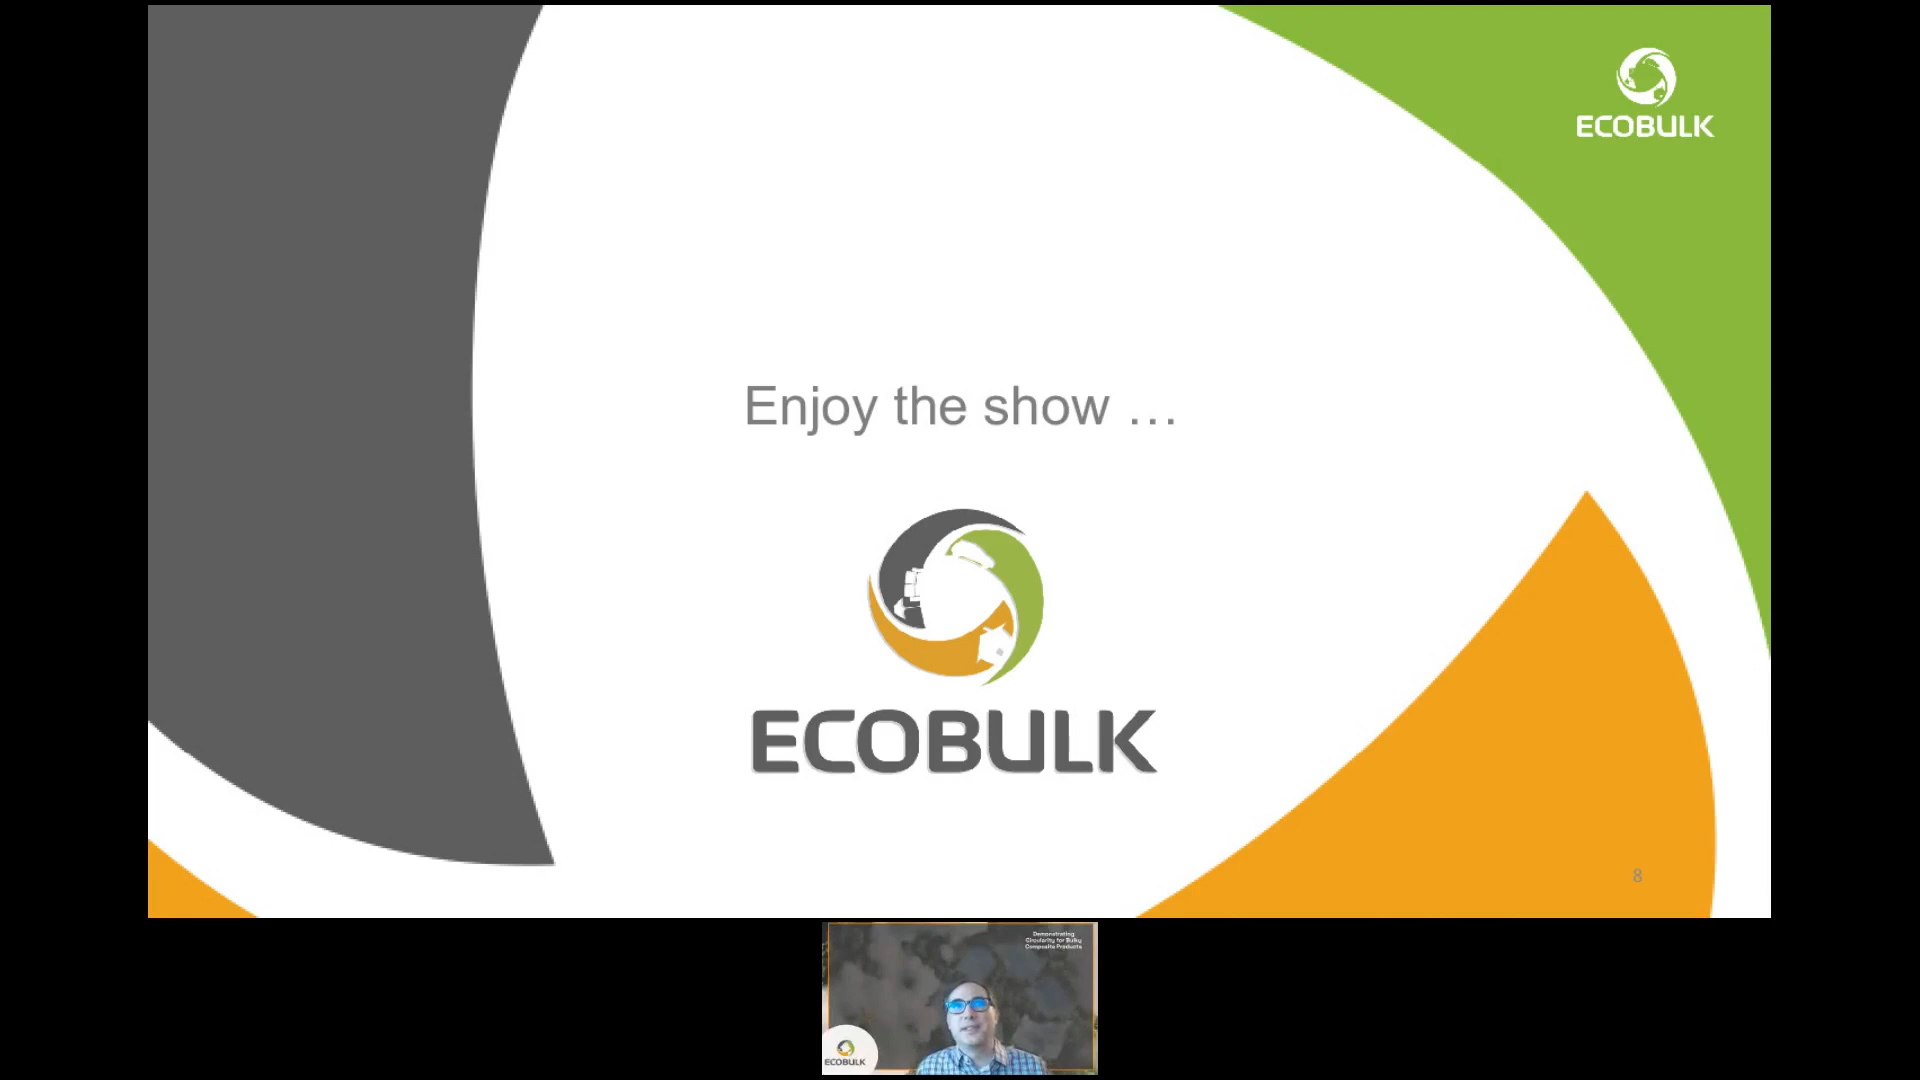 ECOBULK
Enjoy the show …
ECOBULK
8
Demonstrating
Circularity for Bulky
Composite Products
ECOBULK